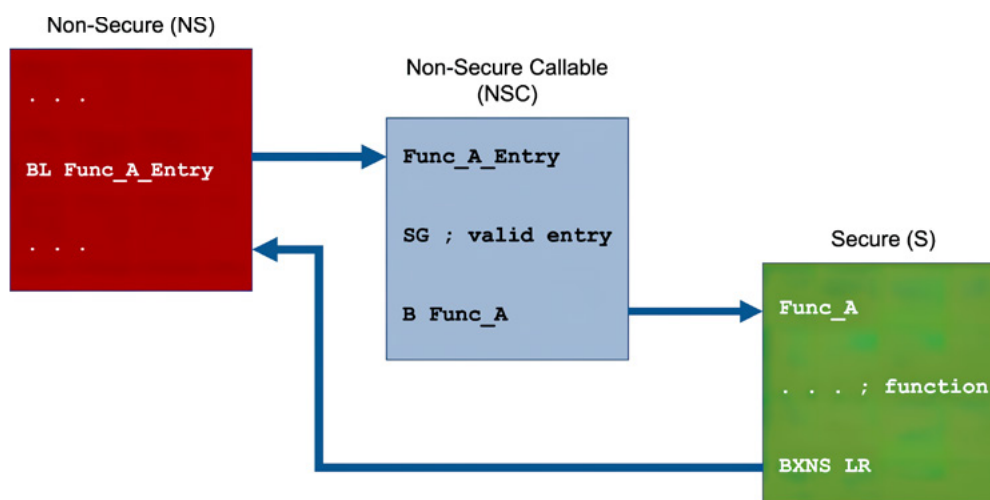 Non-Secure (NS)
. . .
BL Func_A_Entry
. . .
Non-Secure Callable
(NSC)
Func_A_Entry
SG ; valid entry
B Func_A
Secure (S)
Func_A
. . . ; function
BXNS LR